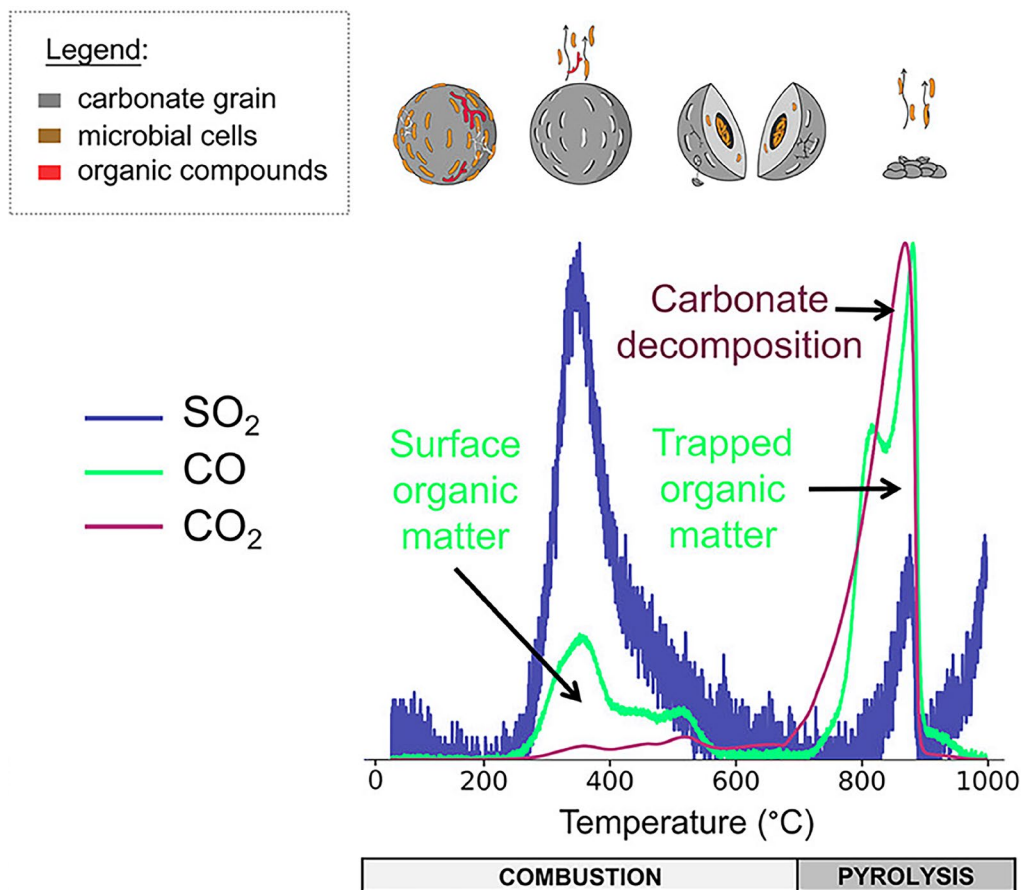 Legend:
carbonate grain
microbial cells
organic compounds
Carbonate
decomposition
SO₂
CO
CO₂
Surface
organic
matter
Trapped
organic
matter
0 200 400 600 800 1000
Temperature (°C)
COMBUSTION PYROLYSIS